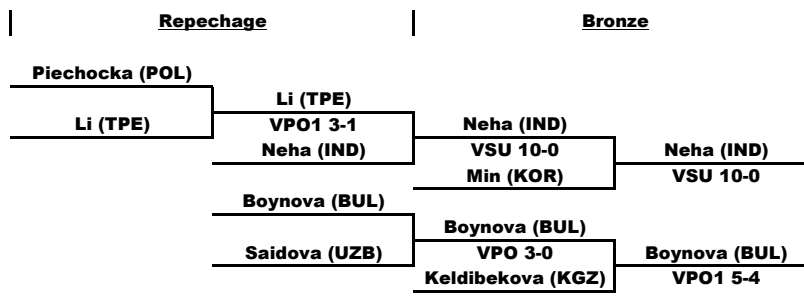 Repechage
Bronze
Piechocka (POL)
Li (TPE)
Li (TPE)
VPO1 3-1
Neha (IND)
Neha (IND)
VSU 10-0
Min (KOR)
Neha (IND)
VSU 10-0
Boynova (BUL)
Saidova (UZB)
Boynova (BUL)
VPO 3-0
Keldibekova (KGZ)
Boynova (BUL)
VPO1 5-4